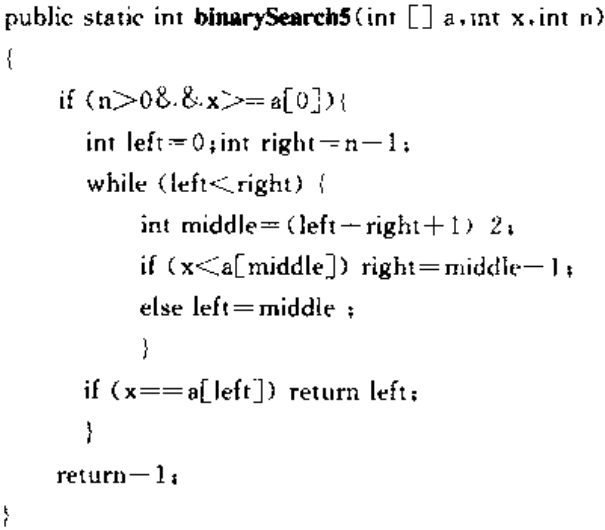 public static int binarySearch5(int [] a,int x,int n)
{
if (n>0&&x>=a[0]){
int left=0;int right=n-1;
while (left<right) {
int middle=(left-right+1) 2;
if (x<a[middle]) right=middle-1;
else left=middle ;
}
if (x==a[left]) return left;
}
return-1;
}